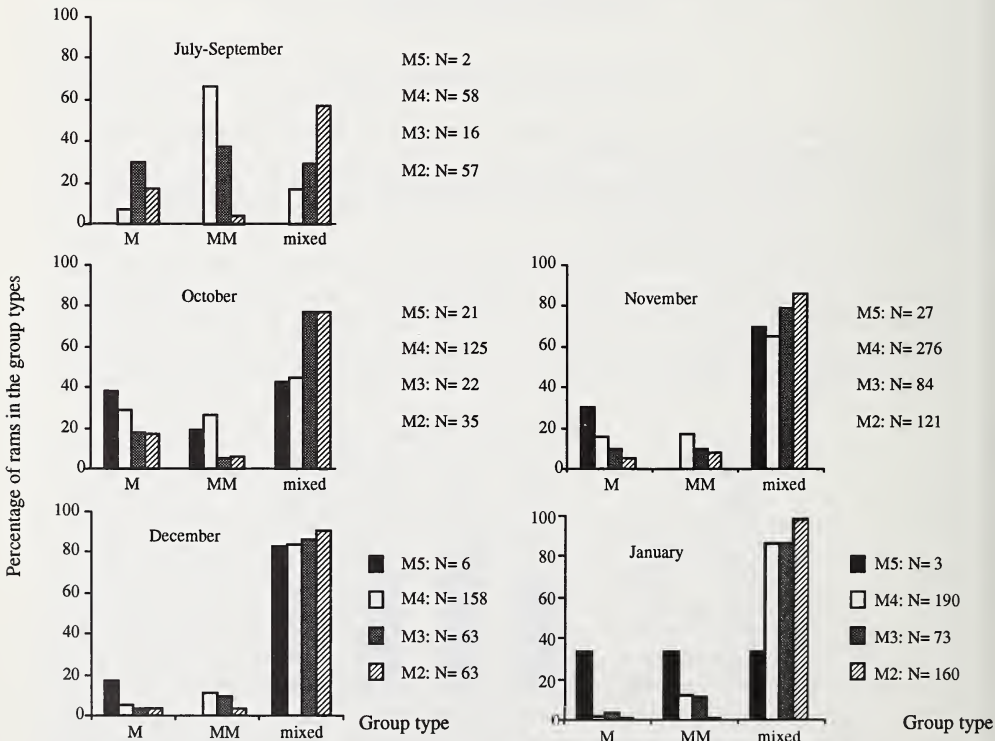 Percentage of rams in the group types
100
80
60
40
20
0
July-September
M MM mixed
M5: N= 2
M4: N= 58
M3: N= 16
M2: N= 57
100
80
60
40
20
0
October
M MM mixed
M5: N= 21
M4: N= 125
M3: N= 22
M2: N= 35
100
80
60
40
20
0
November
M MM mixed
M5: N= 27
M4: N= 276
M3: N= 84
M2: N= 121
100
80
60
40
20
0
December
M MM mixed
M5: N= 6
M4: N= 158
M3: N= 63
M2: N= 63
Group type
100
80
60
40
20
0
January
M MM mixed
M5: N= 3
M4: N= 190
M3: N= 73
M2: N= 160
Group type